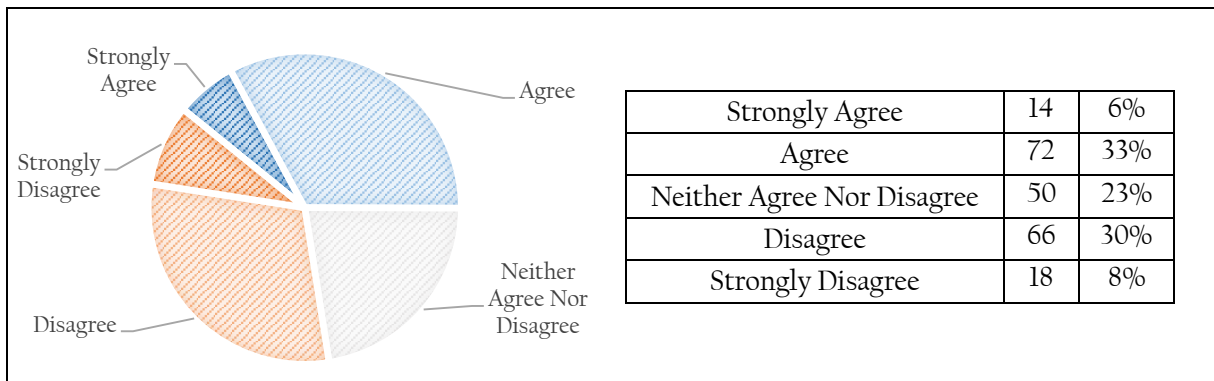 Strongly
Agree
Agree
Strongly
Disagree
Disagree
Neither
Agree Nor
Disagree
Strongly Agree 14 6%
Agree 72 33%
Neither Agree Nor Disagree 50 23%
Disagree 66 30%
Strongly Disagree 18 8%